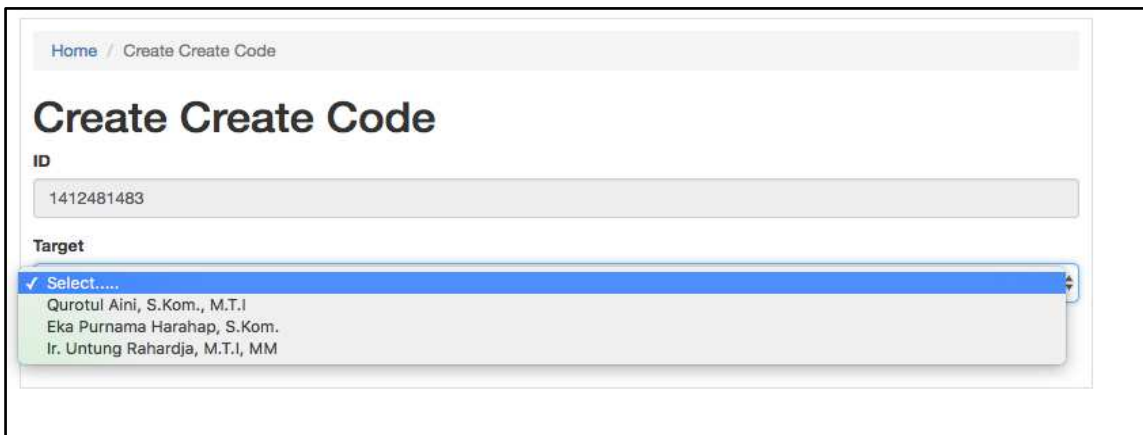 Home / Create Create Code
Create Create Code
ID
1412481483
Target
✓ Select.....
Qurotul Aini, S.Kom., M.T.I
Eka Purnama Harahap, S.Kom.
Ir. Untung Rahardja, M.T.I, MM